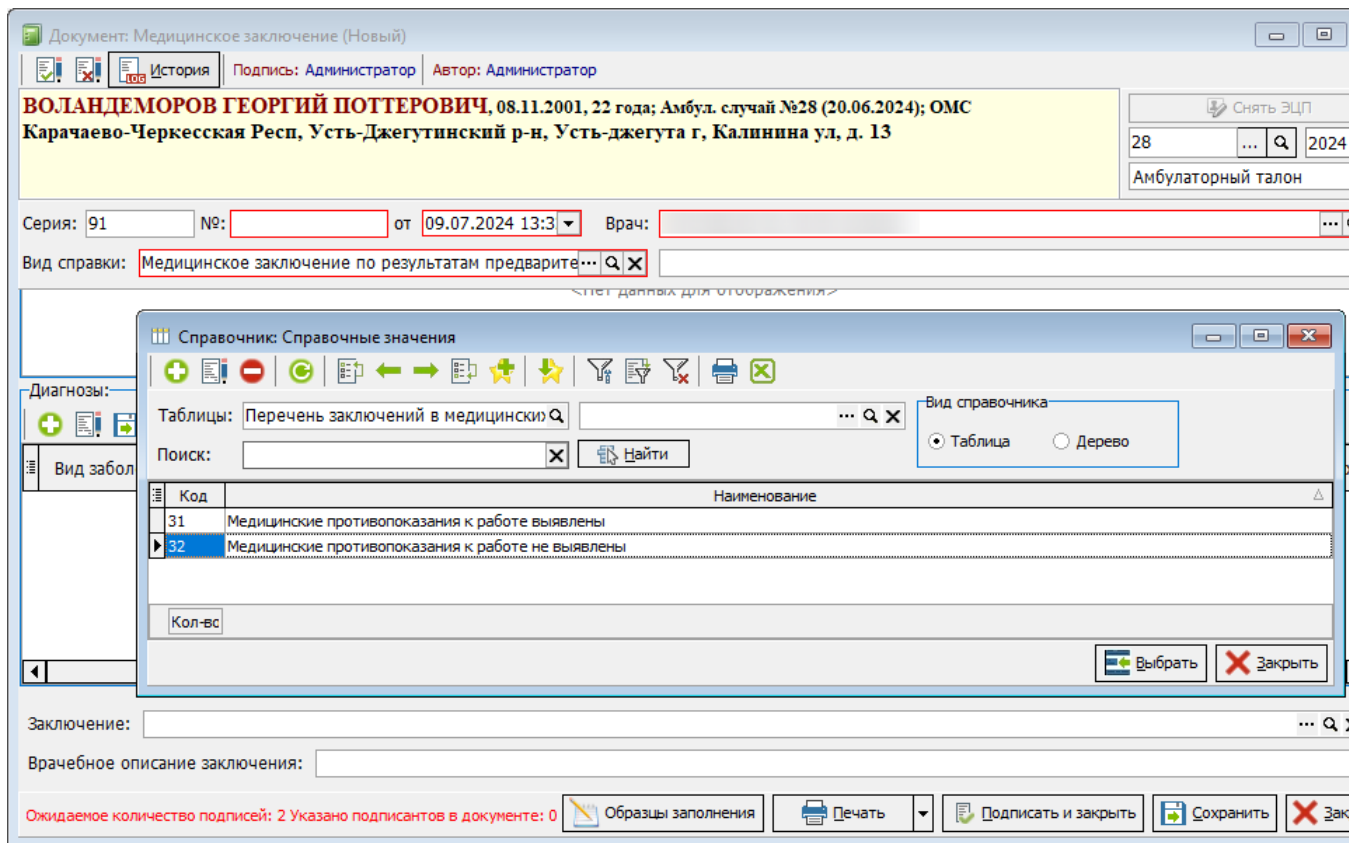 Документ: Медицинское заключение (Новый)
История Подпись: Администратор Автор: Администратор
ВОЛАНДЕМОРОВ ГЕОРГИЙ ПОТТЕРОВИЧ, 08.11.2001, 22 года; Амбул. случай №28 (20.06.2024); ОМС
Карачаево-Черкесская Респ, Усть-Джегутинский р-н, Усть-джегута г, Калинина ул, д. 13
Снять ЭЦП
28 ... 2024
Амбулаторный талон
Серия: 91 №: от 09.07.2024 13:3 Врач: ...
Вид справки: Медицинское заключение по результатам предварите ...
<Нет данных для отображения>
Справочник: Справочные значения
Таблицы: Перечень заключений в медицинских ...
Вид справочника
Таблица Дерево
Поиск: Найти
Код Наименование
31 Медицинские противопоказания к работе выявлены
32 Медицинские противопоказания к работе не выявлены
Кол-вс
Выбрать Закрыть
Диагнозы:
Вид забол
Заключение: ...
Врачебное описание заключения:
Ожидаемое количество подписей: 2 Указано подписантов в документе: 0 Образцы заполнения Печать Подписать и закрыть Сохранить Зак